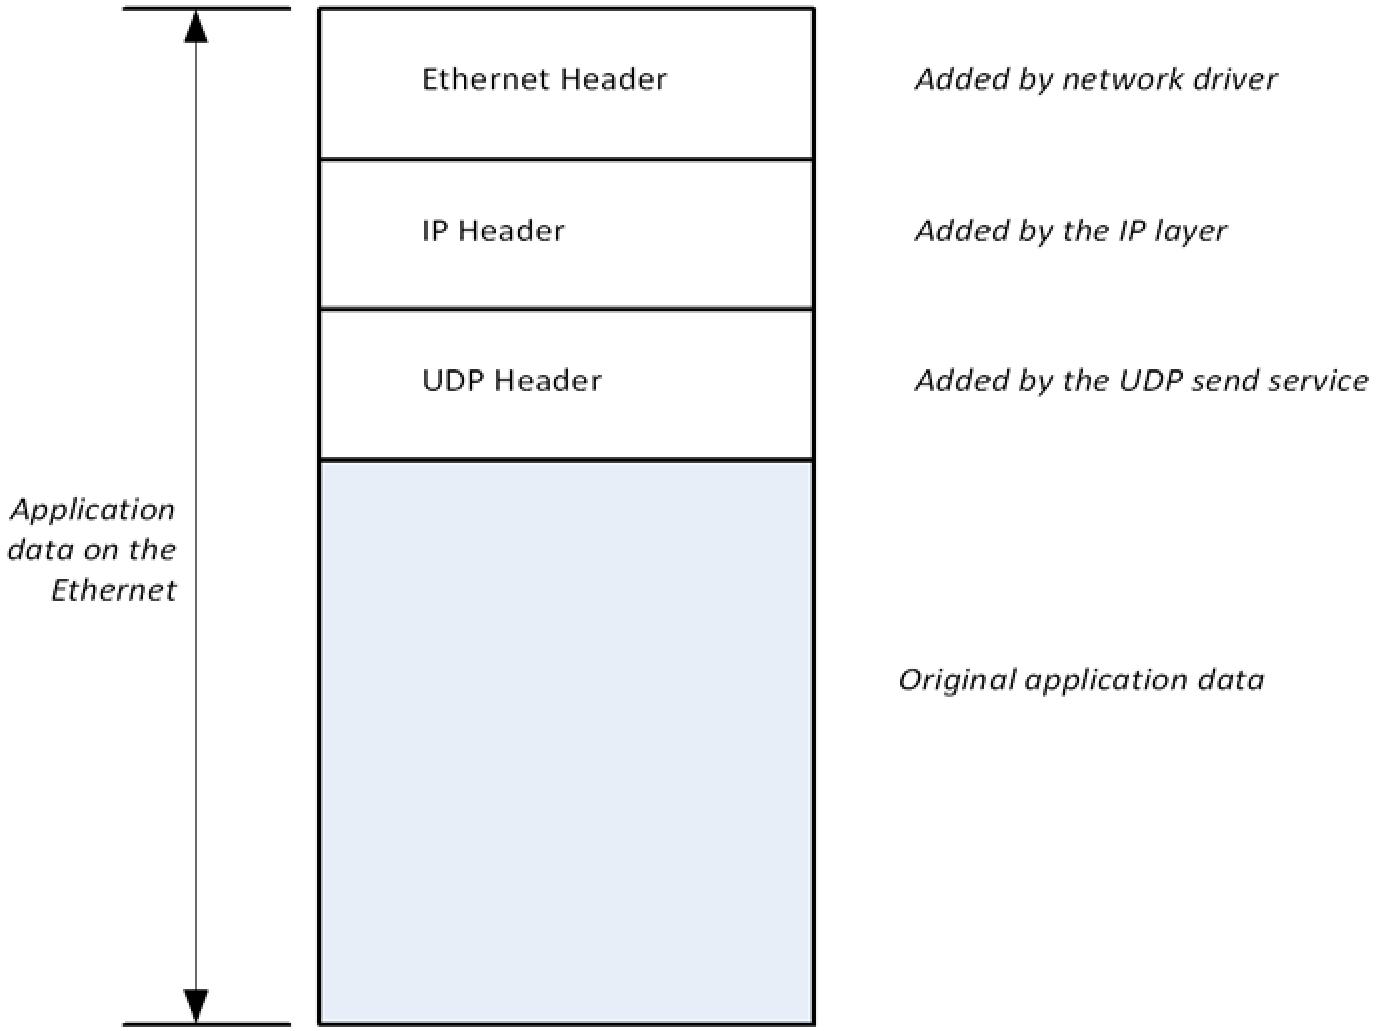 Ethernet Header
Added by network driver
IP Header
Added by the IP layer
UDP Header
Added by the UDP send service
Application
data on the
Ethernet
Original application data